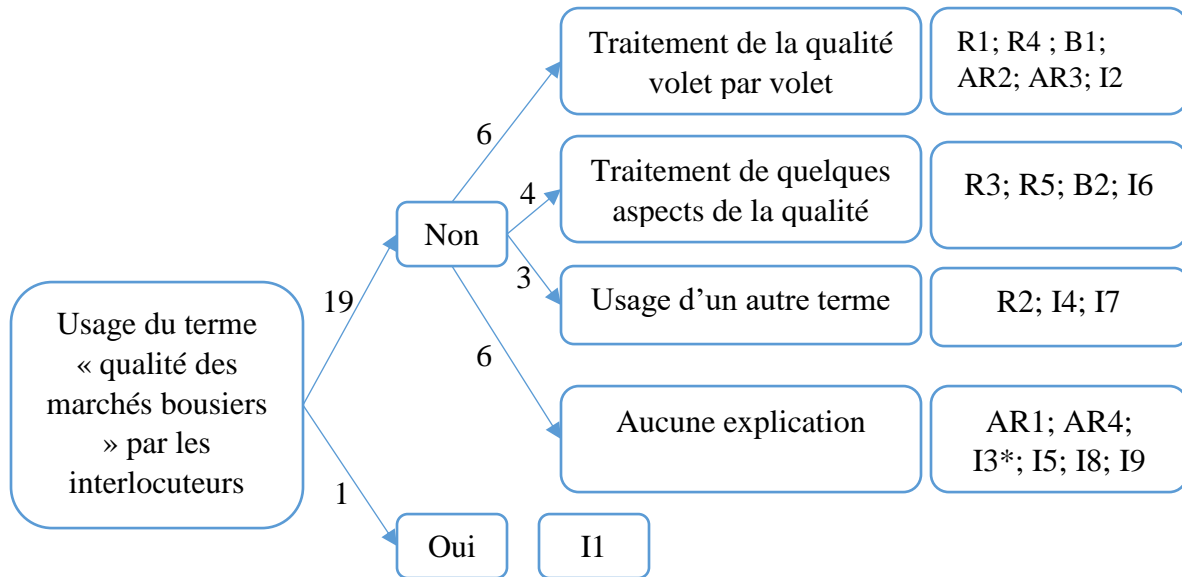 Traitement de la qualité
volet par volet
R1; R4 ; B1;
AR2; AR3; I2
6
Traitement de quelques
aspects de la qualité
R3; R5; B2; I6
4
Non
3
Usage d’un autre terme
R2; I4; I7
19
Usage du terme
« qualité des
marchés bousiers
» par les
interlocuteurs
6
Aucune explication
AR1; AR4;
I3*; I5; I8; I9
1
Oui
I1